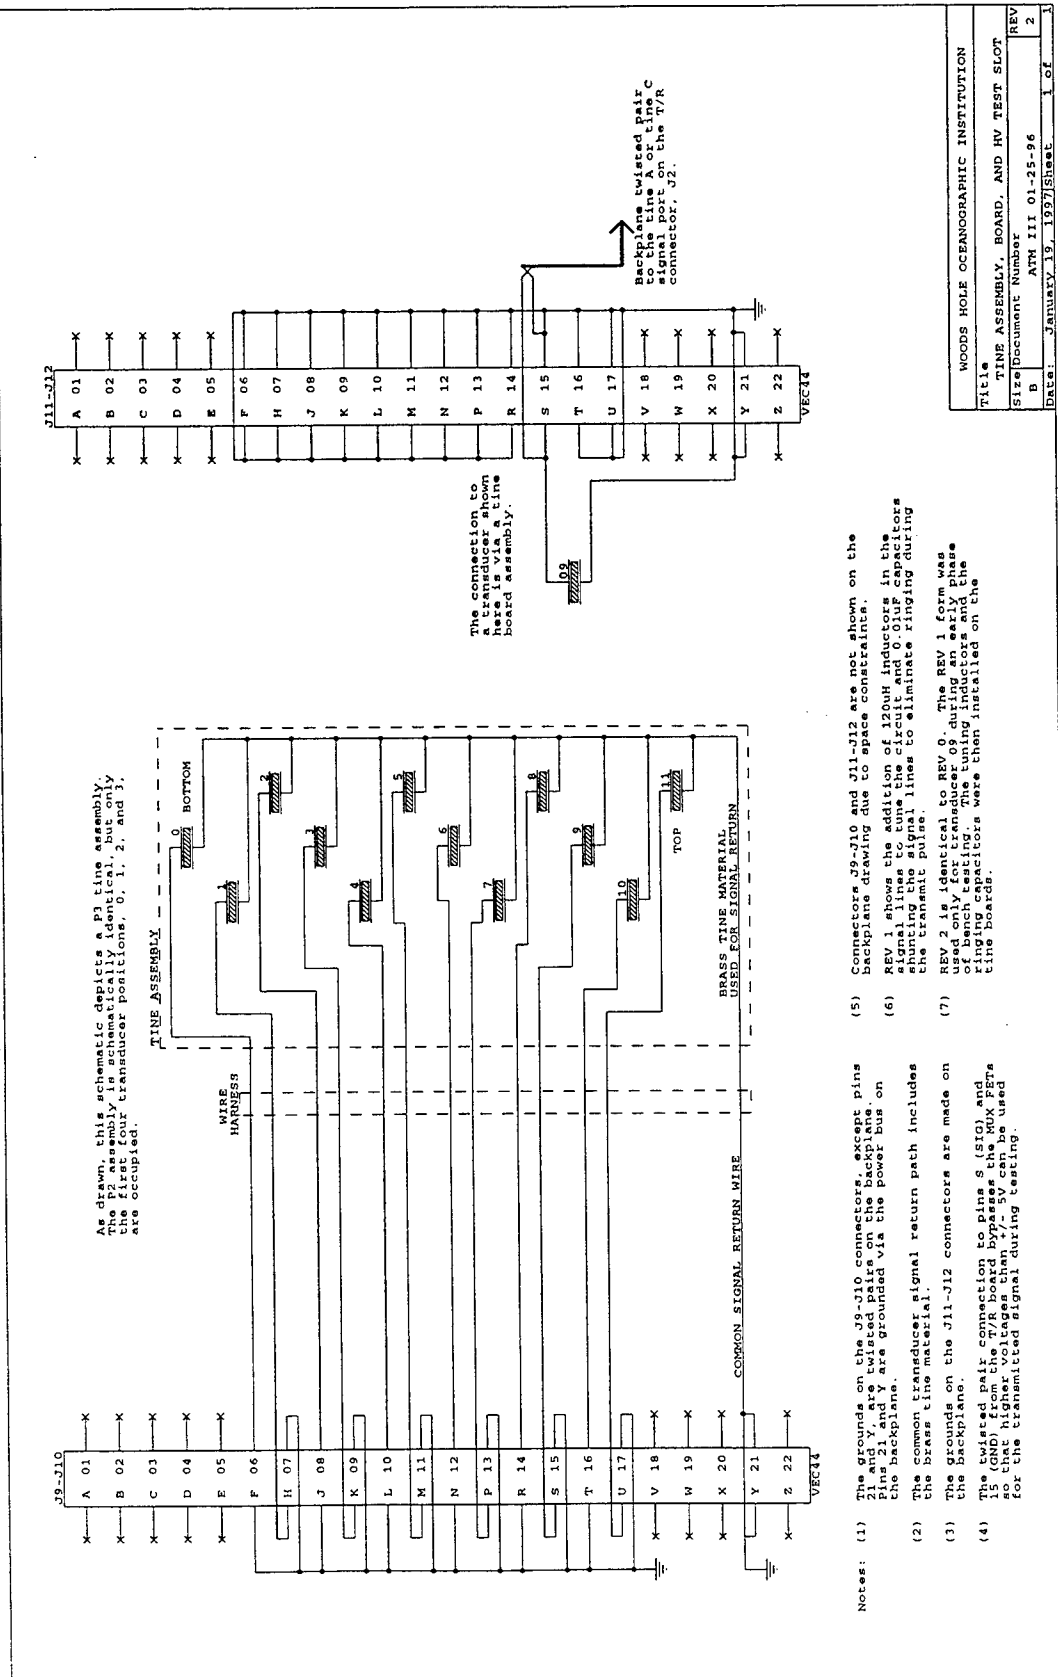 As drawn, this schematic depicts a P3 tine assembly.
The P2 assembly is schematically identical, but only
the first four transducer positions, 0, 1, 2, and 3,
are occupied.
J9-J10
A 01
B 02
C 03
D 04
E 05
F 06
H 07
J 08
K 09
L 10
M 11
N 12
P 13
R 14
S 15
T 16
U 17
V 18
W 19
X 20
Y 21
Z 22
VEC44
WIRE
HARNESS
TINE ASSEMBLY
0
BOTTOM
1
2
3
4
5
6
7
8
9
10
11
TOP
BRASS TINE MATERIAL
USED FOR SIGNAL RETURN
COMMON SIGNAL RETURN WIRE
The connection to
a transducer shown
here is via a tine
board assembly.
09
J11-J12
A 01
B 02
C 03
D 04
E 05
F 06
H 07
J 08
K 09
L 10
M 11
N 12
P 13
R 14
S 15
T 16
U 17
V 18
W 19
X 20
Y 21
Z 22
VEC44
Backplane twisted pair
to the tine A or tine C
signal port on the T/R
connector, J2.
Notes: (1) The grounds on the J9-J10 connectors, except pins
21 and Y, are twisted pairs on the backplane.
Pins 21 and Y are grounded via the power bus on
the backplane.
(2) The common transducer signal return path includes
the brass tine material.
(3) The grounds on the J11-J12 connectors are made on
the backplane.
(4) The twisted pair connection to pins S (SIG) and
15 (GND) from the T/R board bypasses the MUX FETs
so that higher voltages than +/- 5V can be used
for the transmitted signal during testing.
(5) Connectors J9-J10 and J11-J12 are not shown on the
backplane drawing due to space constraints.
(6) REV 1 shows the addition of 120uH inductors in the
signal lines to tune the circuit and 0.01uF capacitors
shunting the signal lines to eliminate ringing during
the transmit pulse.
(7) REV 2 is identical to REV 0. The REV 1 form was
used only for transducer 09 during an early phase
of bench testing. The tuning inductors and the
ringing capacitors were then installed on the
tine boards.
WOODS HOLE OCEANOGRAPHIC INSTITUTION
Title
TINE ASSEMBLY, BOARD, AND HV TEST SLOT
Size Document Number REV
B ATM III 01-25-96 2
Date: January 19, 1997 Sheet 1 of 1